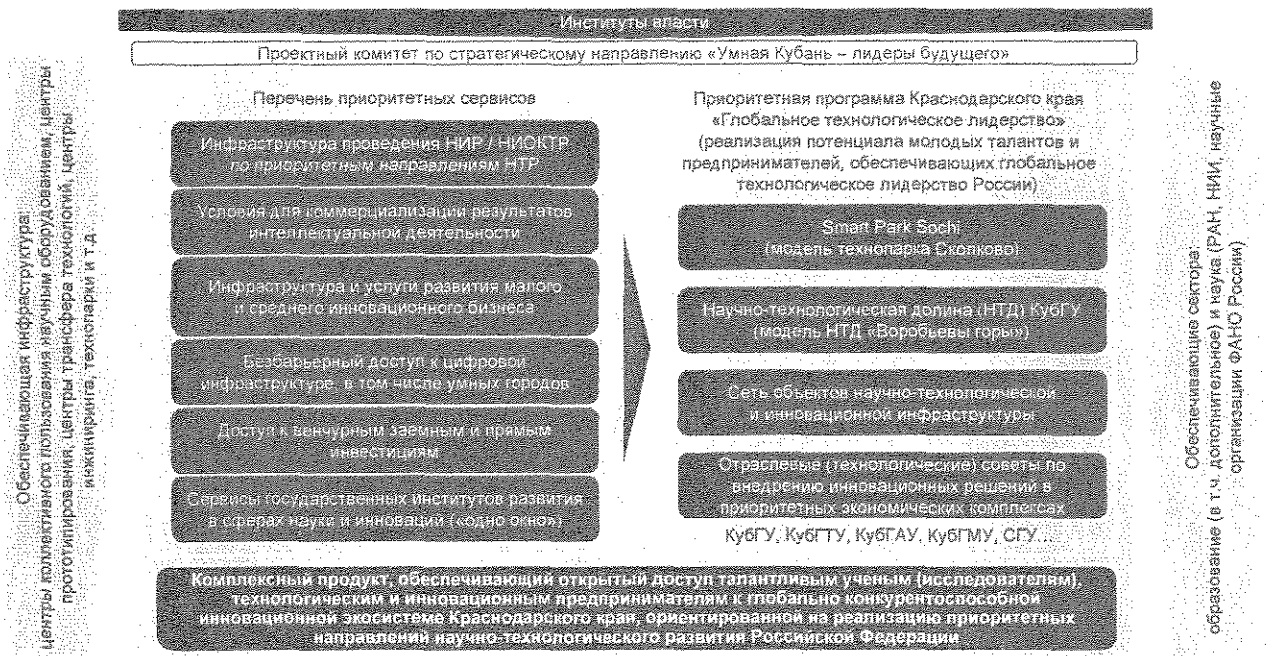 Институты власти
Проектный комитет по стратегическому направлению «Умная Кубань – лидеры будущего»
Обеспечивающая инфраструктура:
центры коллективного пользования научным оборудованием, центры
прототипирования, центры трансфера технологий, центры
инжиниринга, технопарки и т.д.
Перечень приоритетных сервисов
Инфраструктура проведения НИР / НИОКТР
по приоритетным направлениям НТР
Условия для коммерциализации результатов
интеллектуальной деятельности
Инфраструктура и услуги развития малого
и среднего инновационного бизнеса
Безбарьерный доступ к цифровой
инфраструктуре, в том числе умных городов
Доступ к венчурным заемным и прямым
инвестициям
Сервисы государственных институтов развития
в сферах науки и инноваций («одно окно»)
Приоритетная программа Краснодарского края
«Глобальное технологическое лидерство»
(реализация потенциала молодых талантов и
предпринимателей, обеспечивающих глобальное
технологическое лидерство России)
Smart Park Sochi
(модель технопарка Сколково)
Научно-технологическая долина (НТД) КубГУ
(модель НТД «Воробьевы горы»)
Сеть объектов научно-технологической
и инновационной инфраструктуры
Отраслевые (технологические) советы по
внедрению инновационных решений в
приоритетных экономических комплексах
КубГУ, КубГТУ, КубГАУ, КубГМУ, СГУ...
Обеспечивающие сектора:
образование (в т.ч. дополнительное) и наука (РАН, НИИ, научные
организации ФАНО России)
Комплексный продукт, обеспечивающий открытый доступ талантливым ученым (исследователям),
технологическим и инновационным предпринимателям к глобально конкурентоспособной
инновационной экосистеме Краснодарского края, ориентированной на реализацию приоритетных
направлений научно-технологического развития Российской Федерации